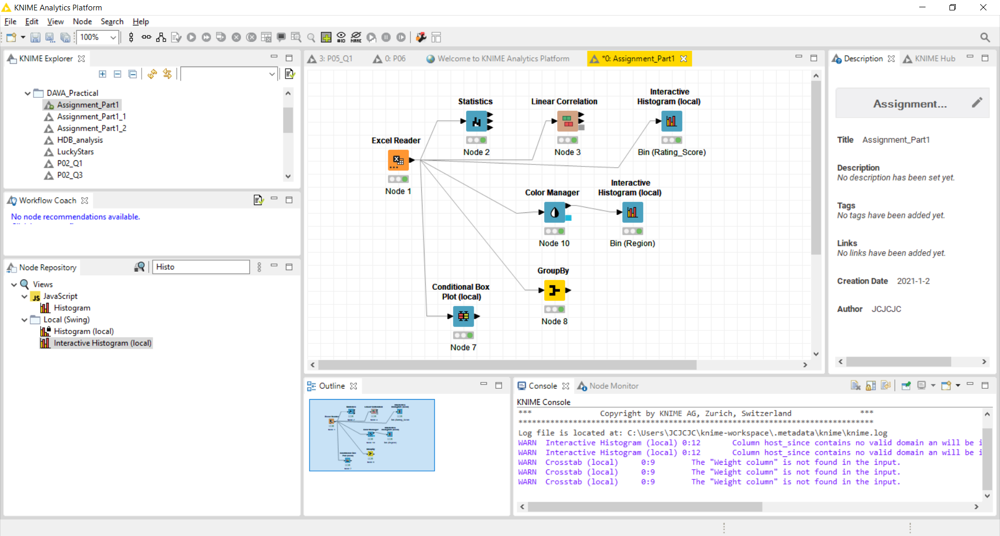 KNIME Analytics Platform
File Edit View Node Search Help
100%
#ID
NAME
KNIME Explorer
DAVA_Practical
Assignment_Part1
Assignment_Part1_1
Assignment_Part1_2
HDB_analysis
LuckyStars
P02_Q1
P02_Q3
Workflow Coach
No node recommendations available.
Node Repository
Histo
Views
JS JavaScript
Histogram
Local (Swing)
Histogram (local)
Interactive Histogram (local)
3: P05_Q1
0: P06
Welcome to KNIME Analytics Platform
*0: Assignment_Part1
Statistics
Node 2
Linear Correlation
Node 3
Interactive
Histogram (local)
Bin (Rating_Score)
Excel Reader
Node 1
Color Manager
Node 10
Interactive
Histogram (local)
Bin (Region)
GroupBy
Node 8
Conditional Box
Plot (local)
Node 7
Description
KNIME Hub
Assignment...
Title Assignment_Part1
Description
No description has been set yet.
Tags
No tags have been added yet.
Links
No links have been added yet.
Creation Date 2021-1-2
Author JCJCJC
Outline
Console
Node Monitor
KNIME Console
*** Copyright by KNIME AG, Zurich, Switzerland ***
Log file is located at: C:\Users\JCJCJC\knime-workspace\.metadata\knime\knime.log
WARN Interactive Histogram (local) 0:12 Column host_since contains no valid domain an will be i
WARN Interactive Histogram (local) 0:12 Column host_since contains no valid domain an will be i
WARN Crosstab (local) 0:9 The "Weight column" is not found in the input.
WARN Crosstab (local) 0:9 The "Weight column" is not found in the input.
WARN Crosstab (local) 0:9 The "Weight column" is not found in the input.